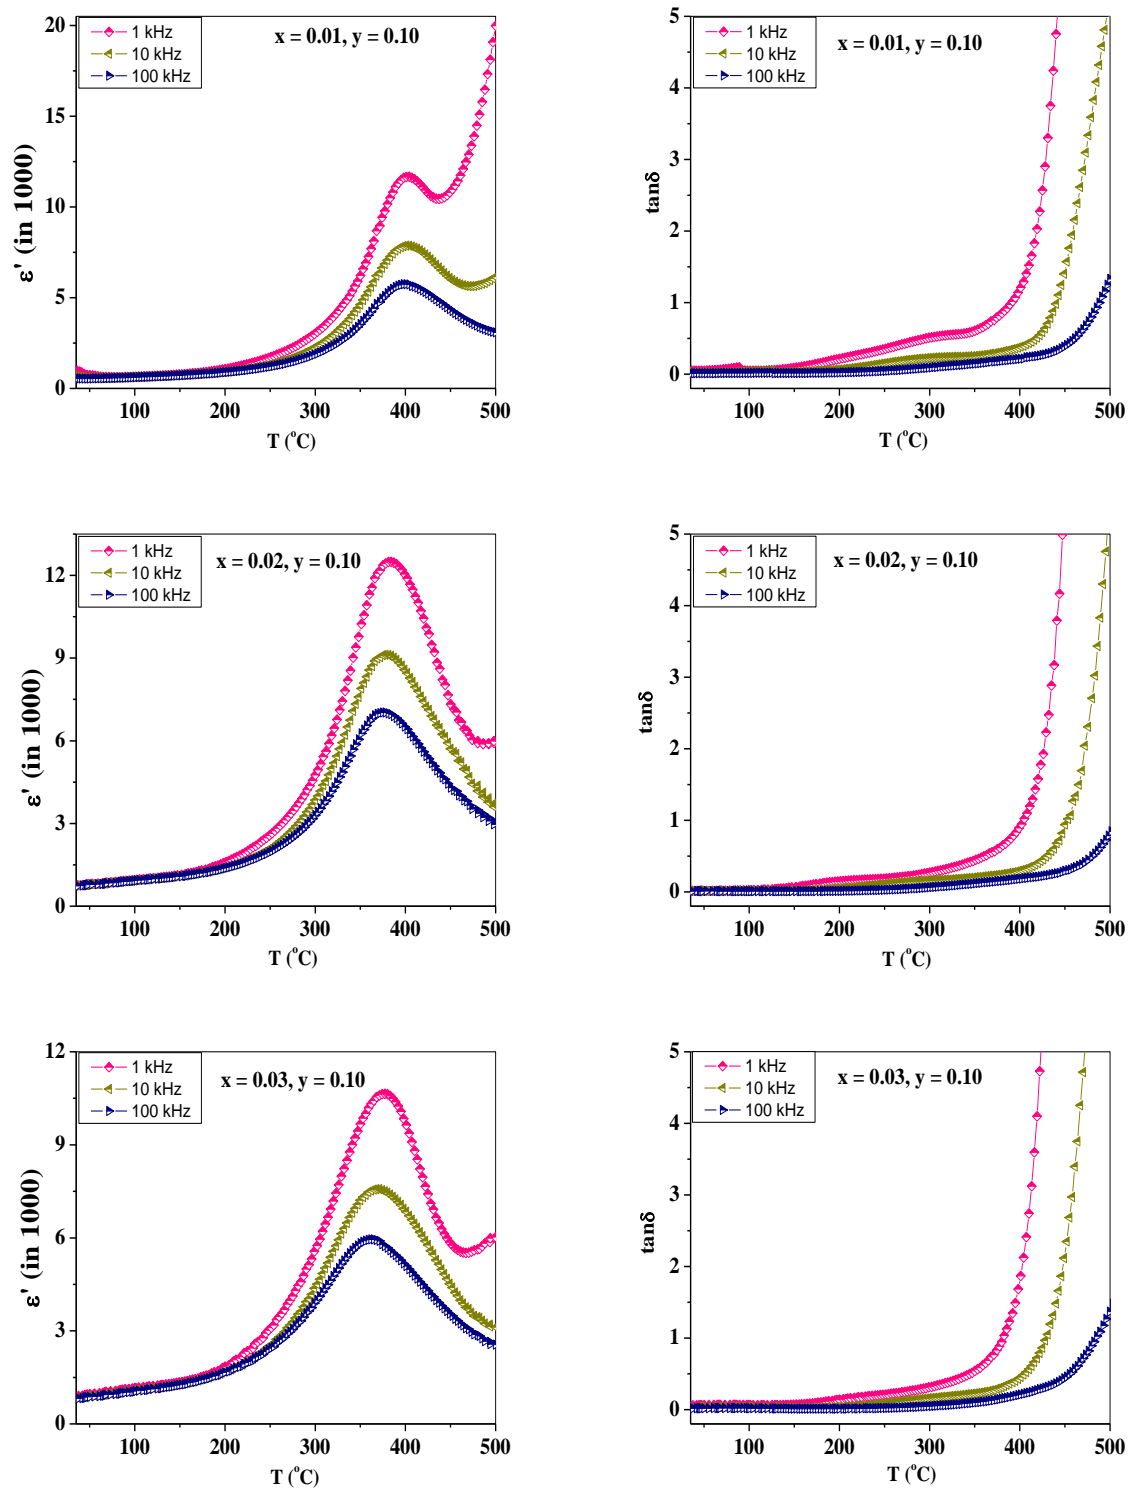 1 kHz
10 kHz
100 kHz
x = 0.01, y = 0.10
ε' (in 1000)
20
15
10
5
0
100 200 300 400 500
T (°C)
1 kHz
10 kHz
100 kHz
x = 0.01, y = 0.10
tanδ
5
4
3
2
1
0
100 200 300 400 500
T (°C)
1 kHz
10 kHz
100 kHz
x = 0.02, y = 0.10
ε' (in 1000)
12
9
6
3
0
100 200 300 400 500
T (°C)
1 kHz
10 kHz
100 kHz
x = 0.02, y = 0.10
tanδ
5
4
3
2
1
0
100 200 300 400 500
T (°C)
1 kHz
10 kHz
100 kHz
x = 0.03, y = 0.10
ε' (in 1000)
12
9
6
3
0
100 200 300 400 500
T (°C)
1 kHz
10 kHz
100 kHz
x = 0.03, y = 0.10
tanδ
5
4
3
2
1
0
100 200 300 400 500
T (°C)